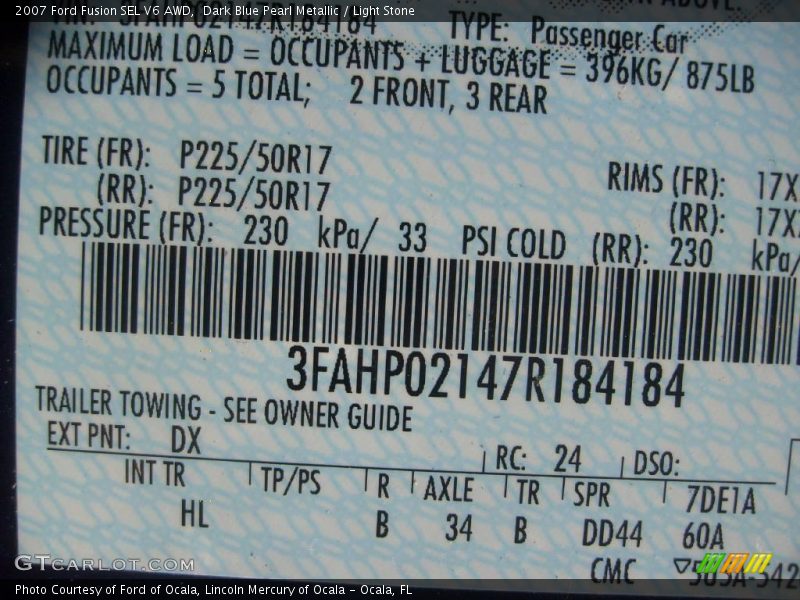 2007 Ford Fusion SEL V6 AWD, Dark Blue Pearl Metallic / Light Stone
3FAHP02147R184184 TYPE: Passenger Car
MAXIMUM LOAD = OCCUPANTS + LUGGAGE = 396KG/ 875LB
OCCUPANTS = 5 TOTAL; 2 FRONT, 3 REAR
TIRE (FR): P225/50R17 RIMS (FR): 17X
(RR): P225/50R17 (RR): 17X
PRESSURE (FR): 230 kPa/ 33 PSI COLD (RR): 230 kPa/
3FAHP02147R184184
TRAILER TOWING - SEE OWNER GUIDE
EXT PNT: DX RC: 24 DSO:
INT TR TP/PS R AXLE TR SPR 7DE1A
HL B 34 B DD44 60A
CMC
GTCARLOT.COM
Photo Courtesy of Ford of Ocala, Lincoln Mercury of Ocala - Ocala, FL